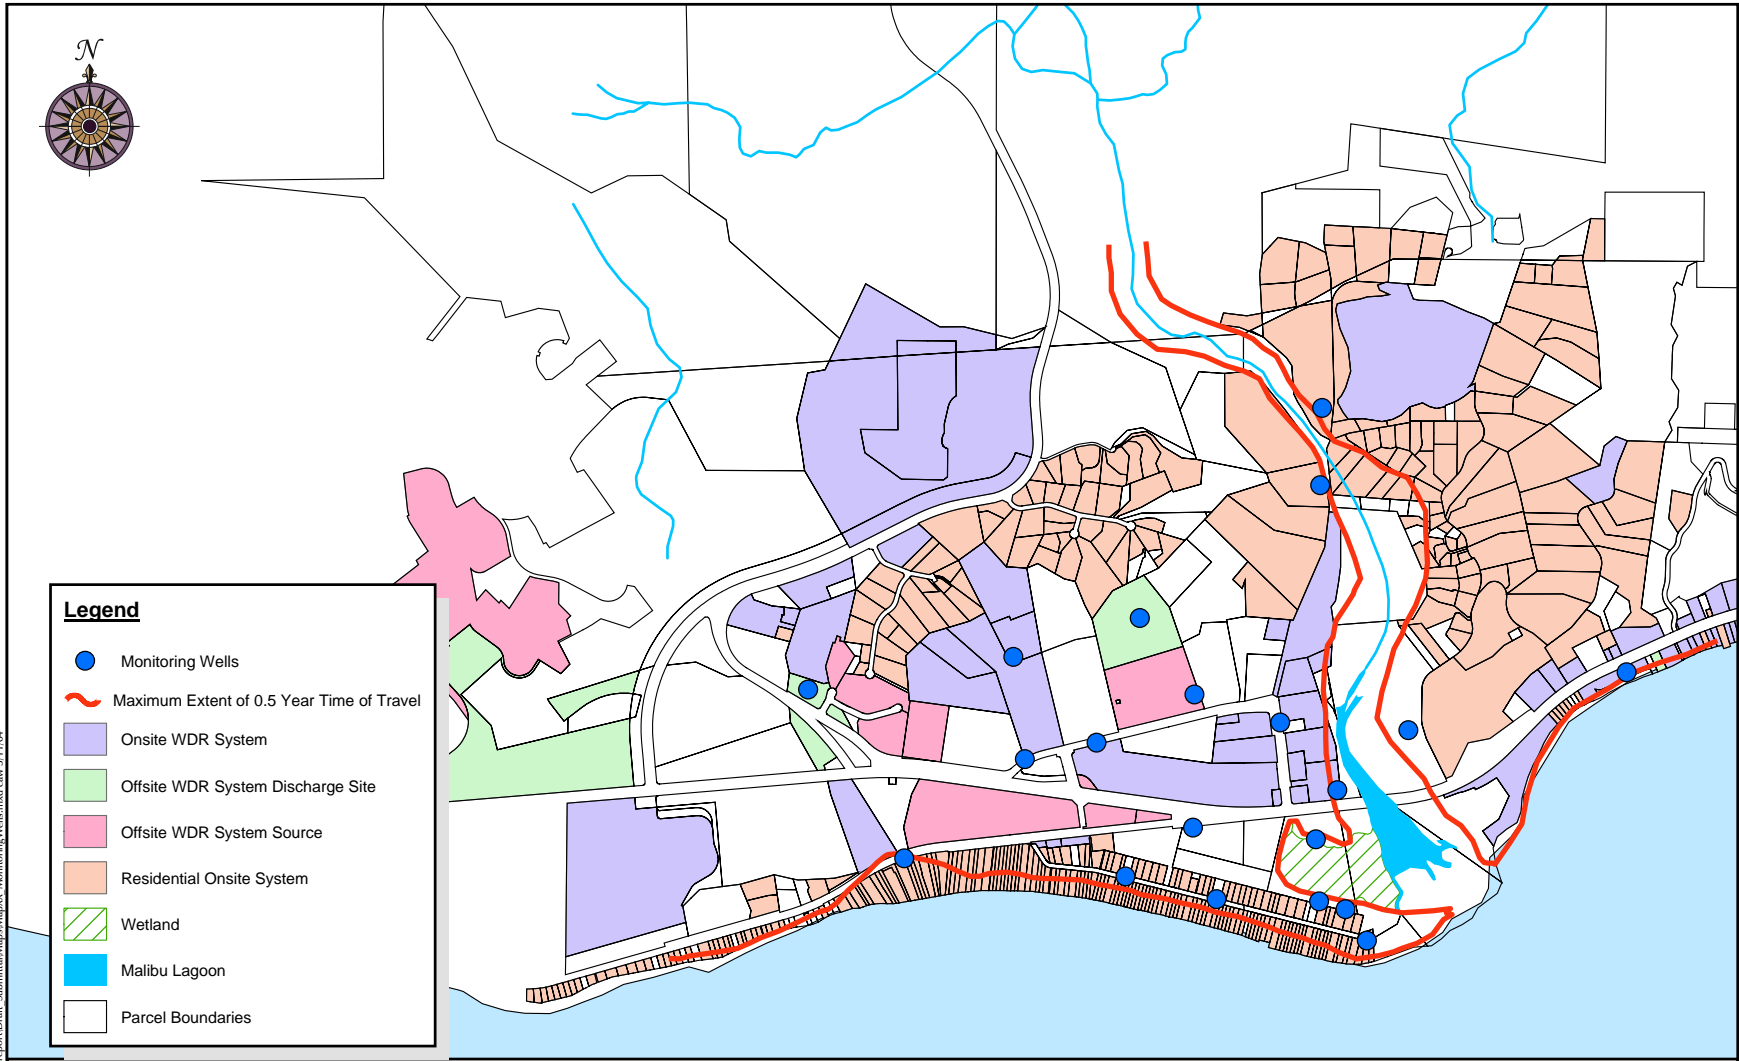 N
Legend
Monitoring Wells
Maximum Extent of 0.5 Year Time of Travel
Onsite WDR System
Offsite WDR System Discharge Site
Offsite WDR System Source
Residential Onsite System
Wetland
Malibu Lagoon
Parcel Boundaries